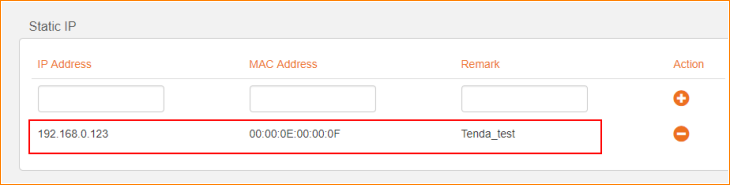 Static IP
IP Address MAC Address Remark Action
192.168.0.123 00:00:0E:00:00:0F Tenda_test